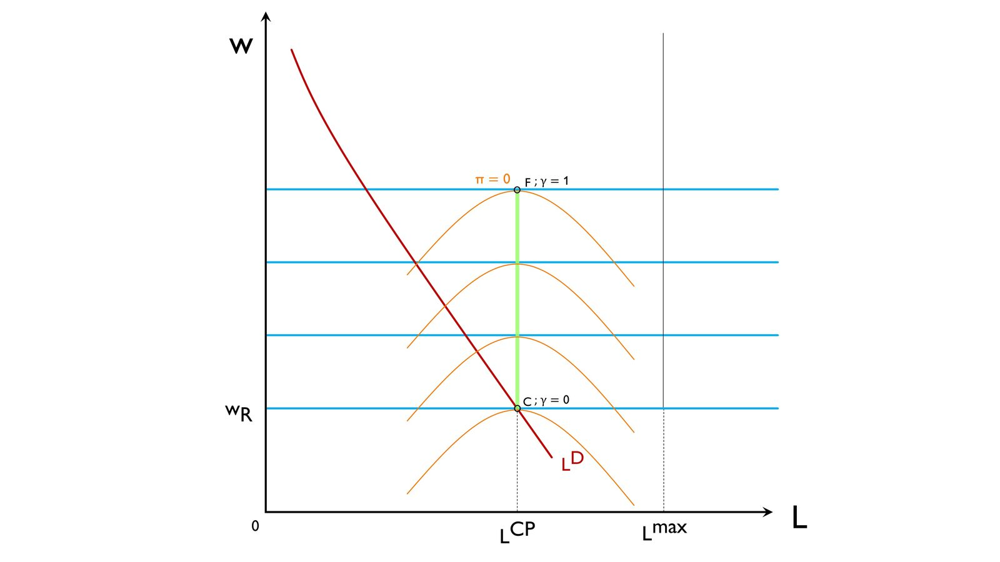 w
π = 0
F ; γ = 1
C ; γ = 0
wR
LD
0
LCP
Lmax
L